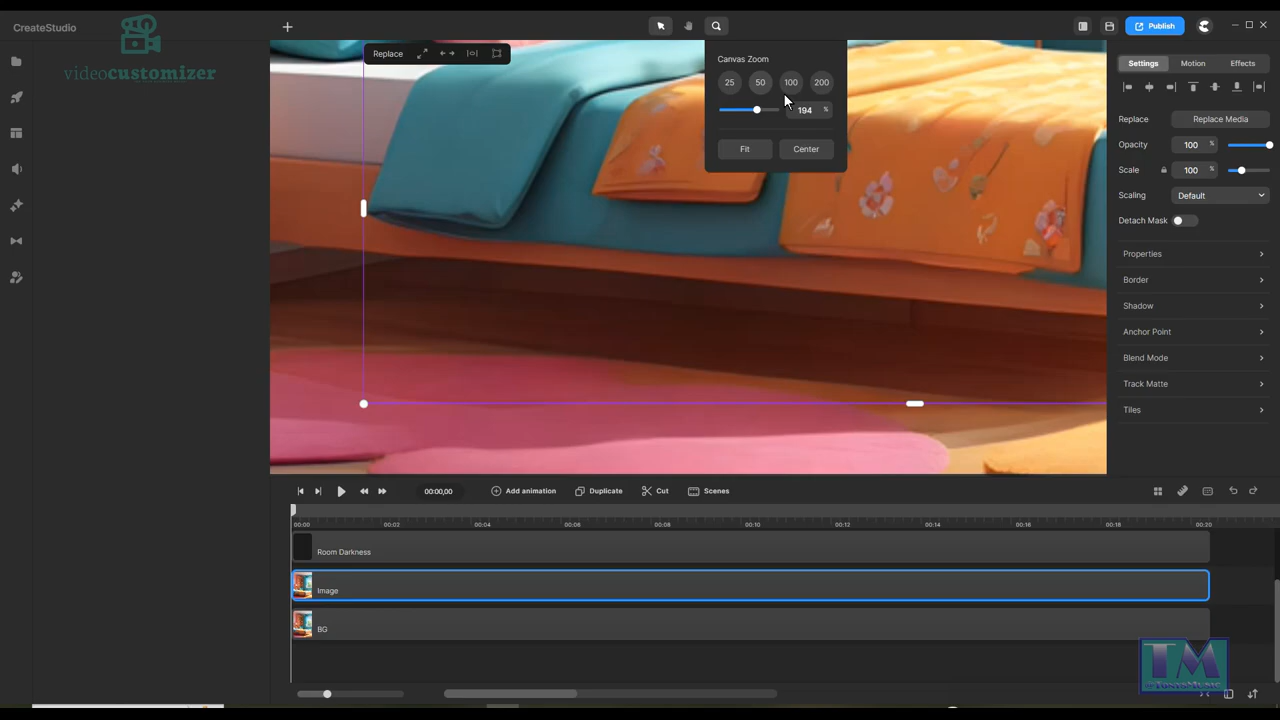 CreateStudio
videocustomizer
Publish
Replace
Canvas Zoom
25 50 100 200
194 %
Fit Center
Settings Motion Effects
Replace Replace Media
Opacity 100 %
Scale 100 %
Scaling Default
Detach Mask
Properties
Border
Shadow
Anchor Point
Blend Mode
Track Matte
Tiles
00:00,00 Add animation Duplicate Cut Scenes
00:00 00:02 00:04 00:06 00:08 00:10 00:12 00:14 00:16 00:18 00:20
Room Darkness
Image
BG
TM